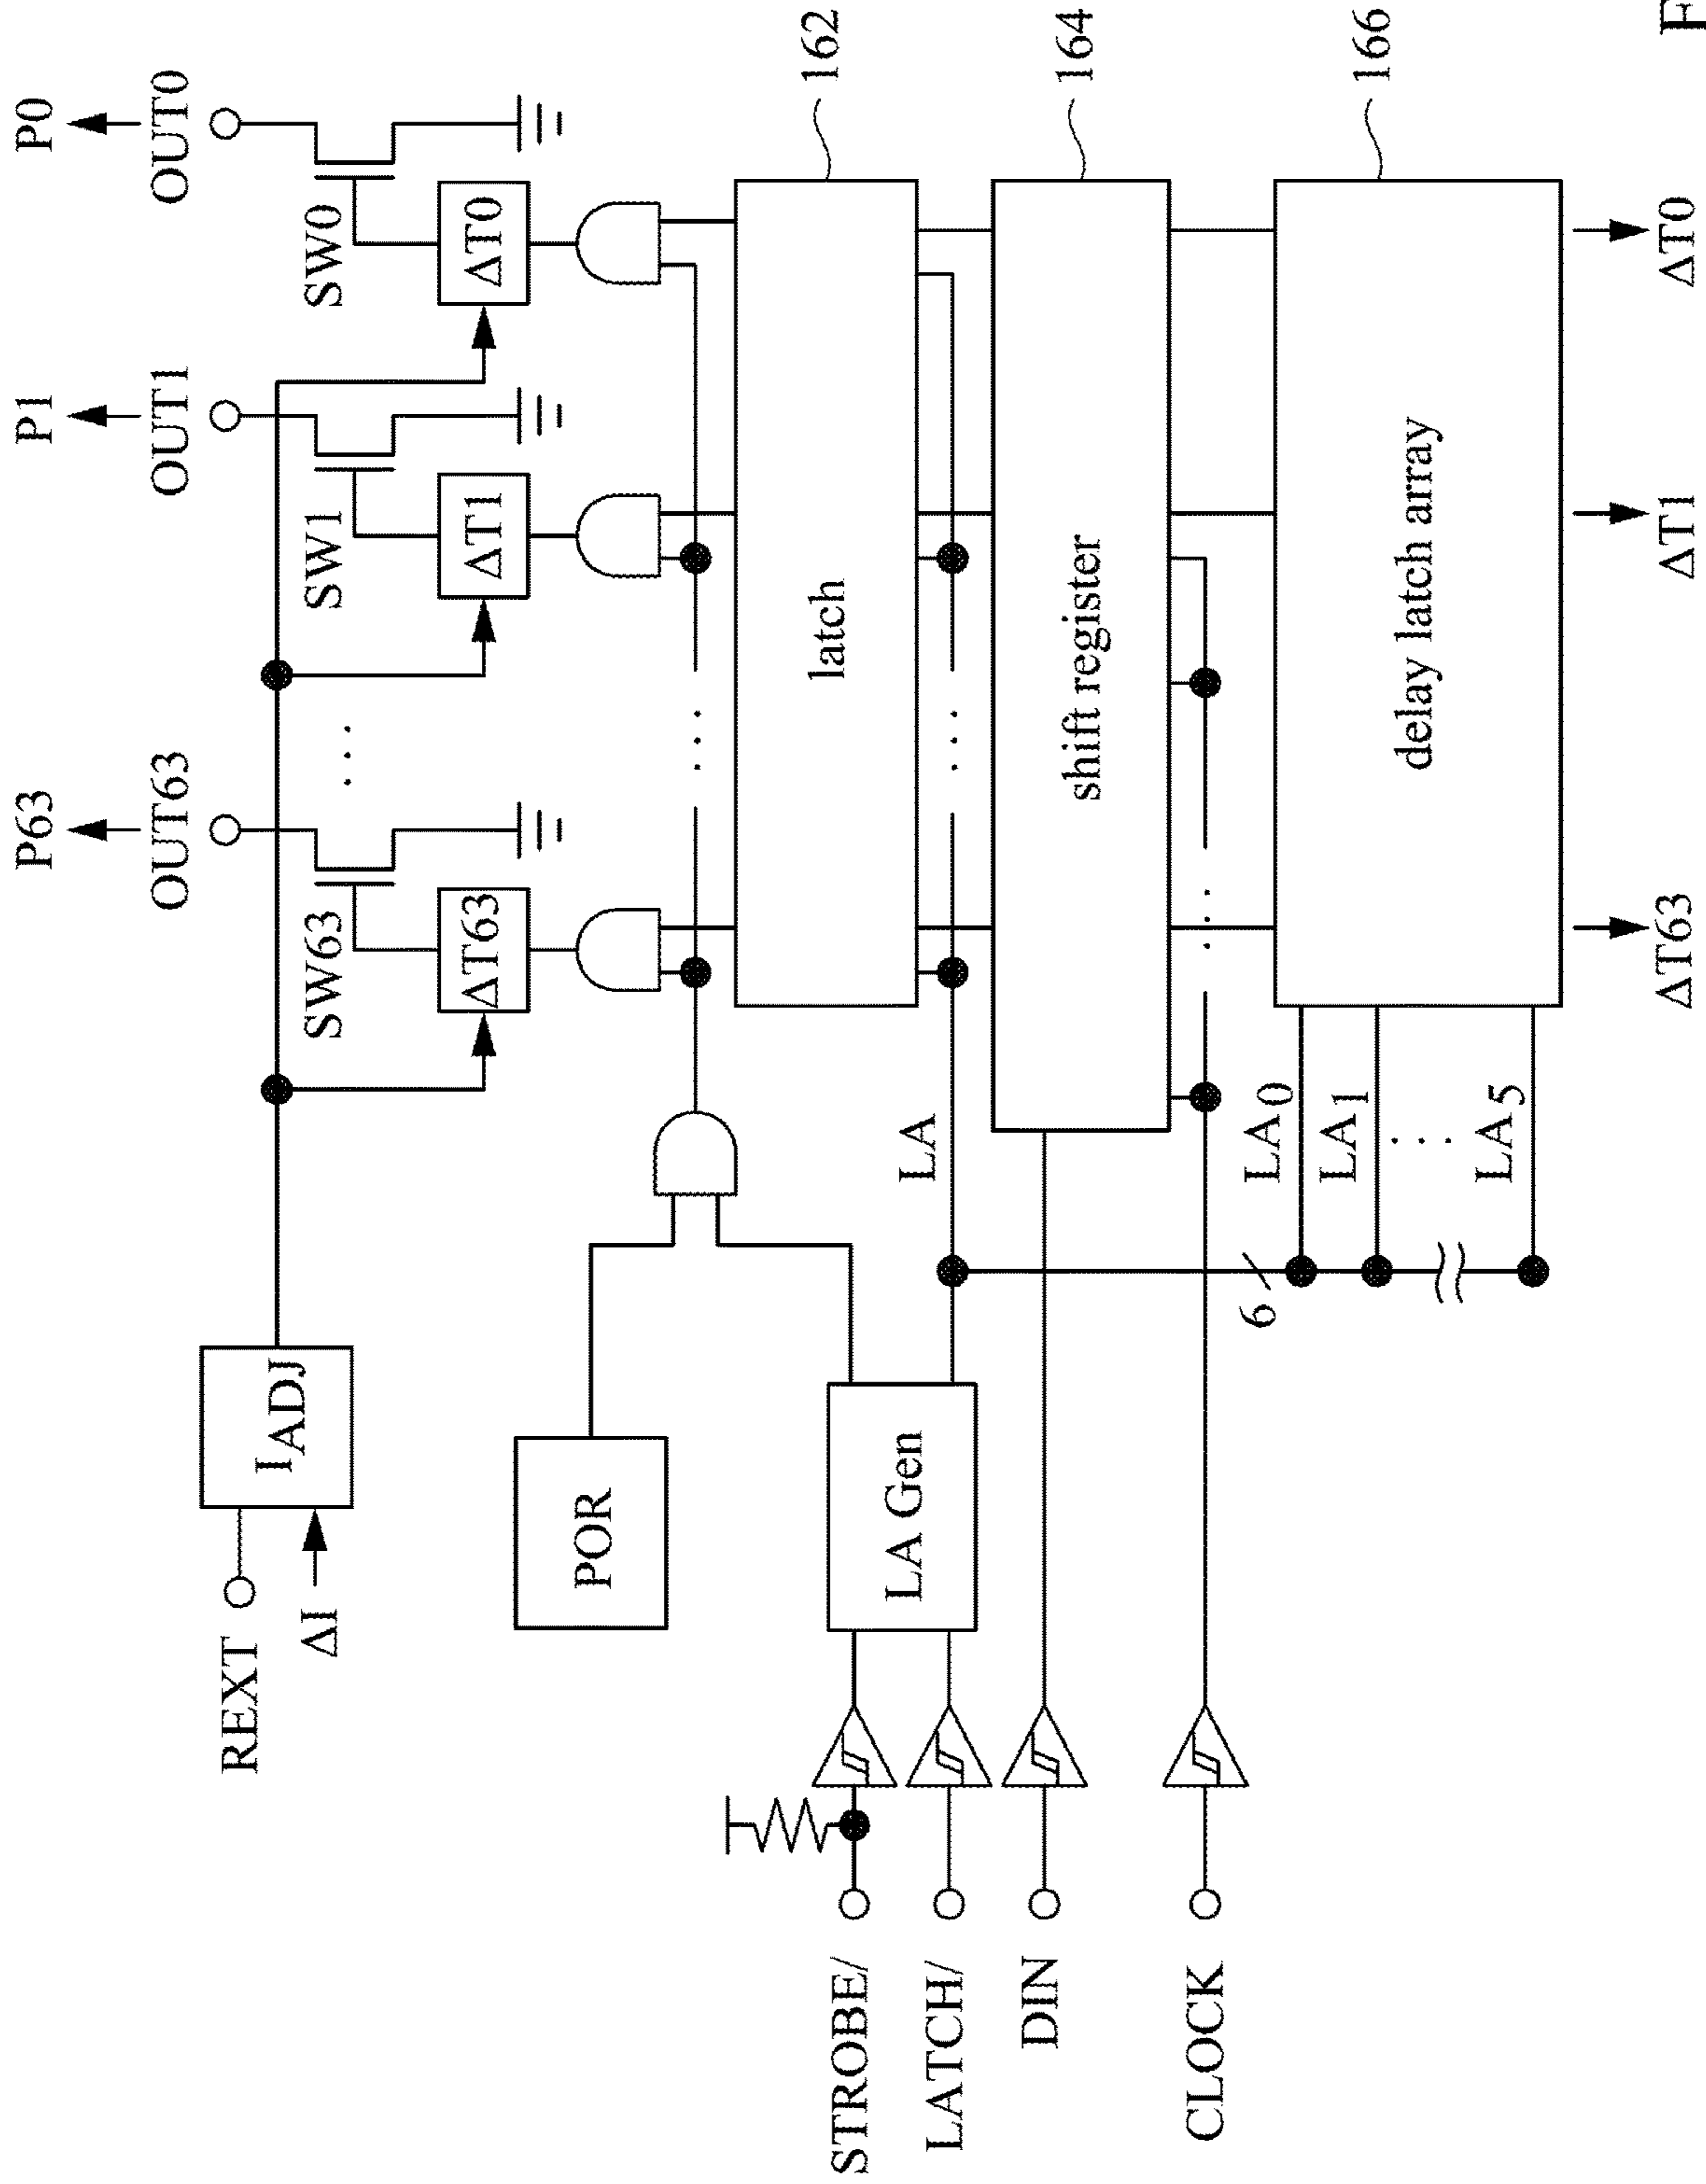 P63
P1
P0
OUT63
OUT1
OUT0
REXT
ΔI
I ADJ
SW63
SW1
SW0
. . .
ΔT63
ΔT1
ΔT0
POR
. . .
STROBE/
LATCH/
LA Gen
LA
latch
162
. . .
DIN
shift register
164
CLOCK
. . .
6
LA0
LA1
. . . .
LA5
delay latch array
166
ΔT63
ΔT1
ΔT0